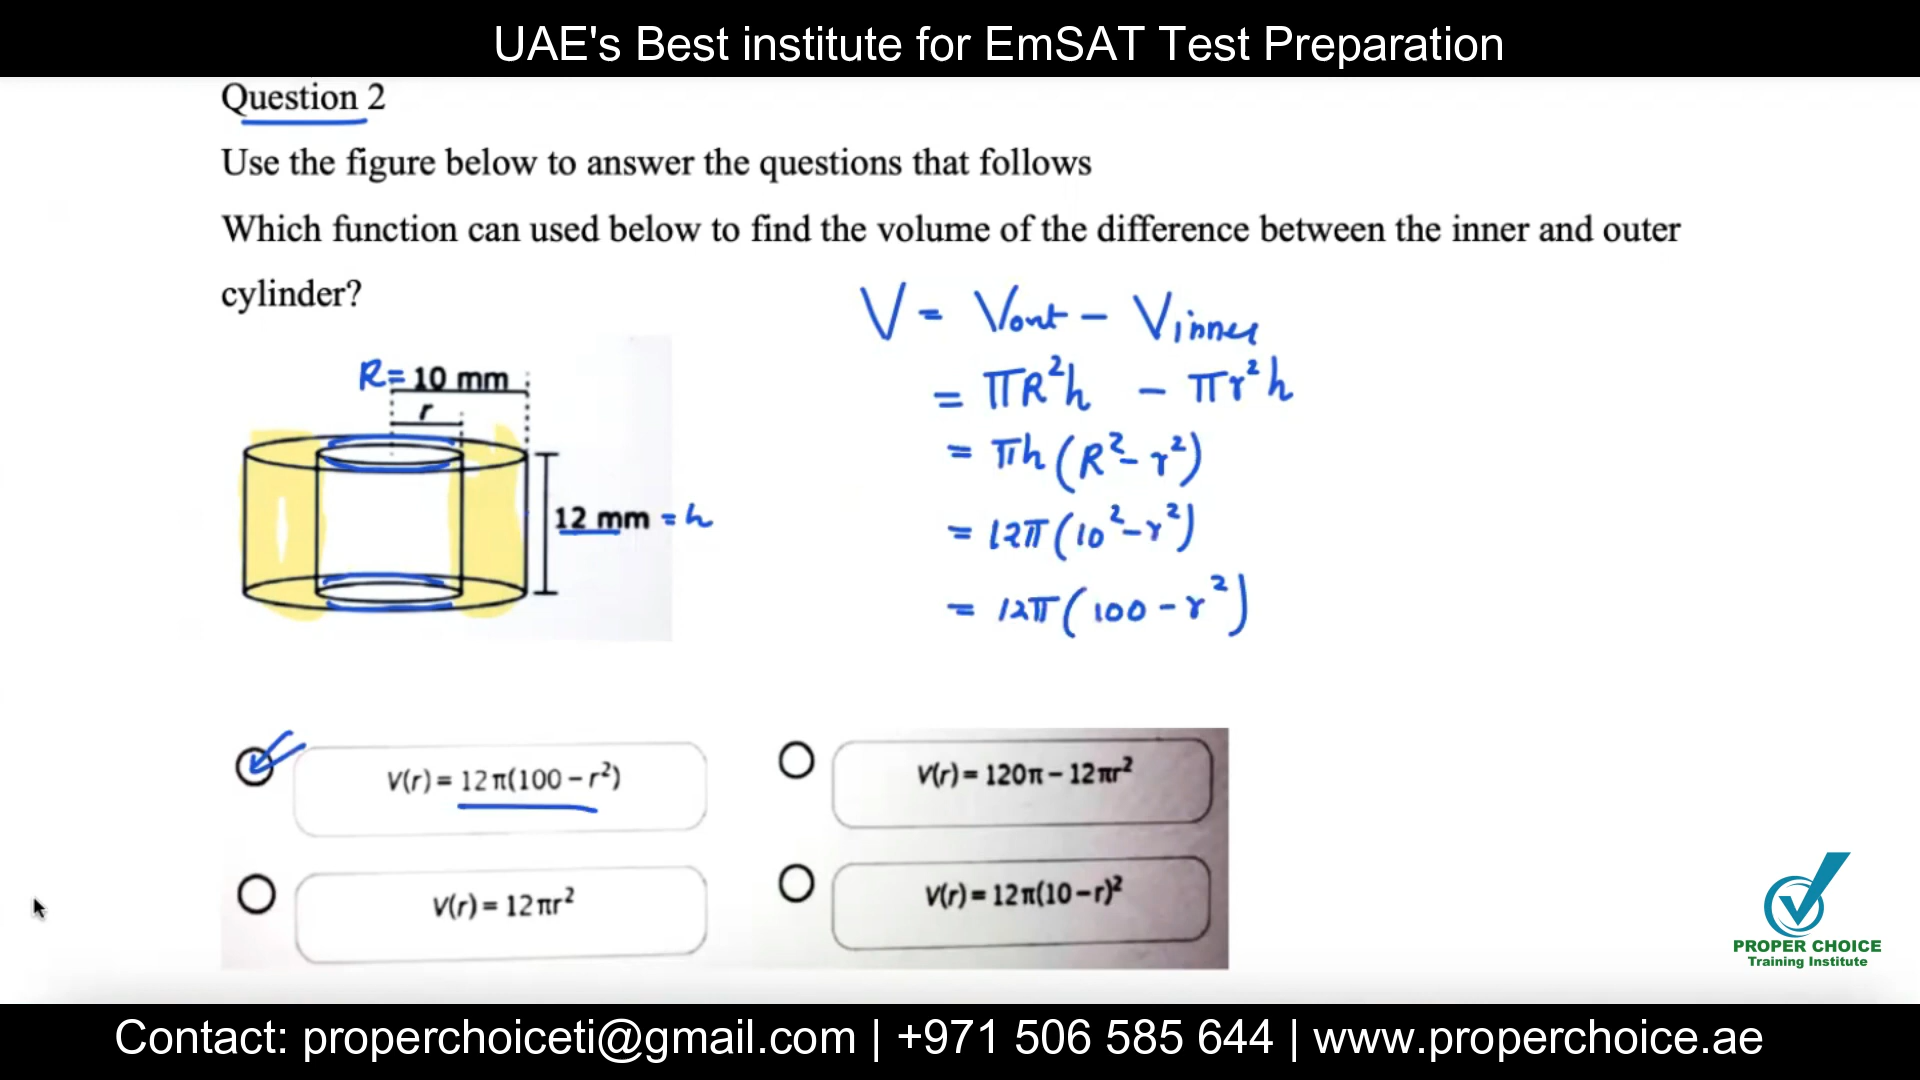 UAE's Best institute for EmSAT Test Preparation
Question 2
Use the figure below to answer the questions that follows
Which function can used below to find the volume of the difference between the inner and outer
cylinder?
R= 10 mm
r
12 mm = h
V = Vout − Vinner
= πR²h − πr²h
= πh(R²−r²)
= 12π(10²−r²)
= 12π(100−r²)
V(r) = 12π(100 − r²)
V(r) = 120π − 12πr²
V(r) = 12πr²
V(r) = 12π(10 − r)²
PROPER CHOICE
Training Institute
Contact: properchoiceti@gmail.com | +971 506 585 644 | www.properchoice.ae